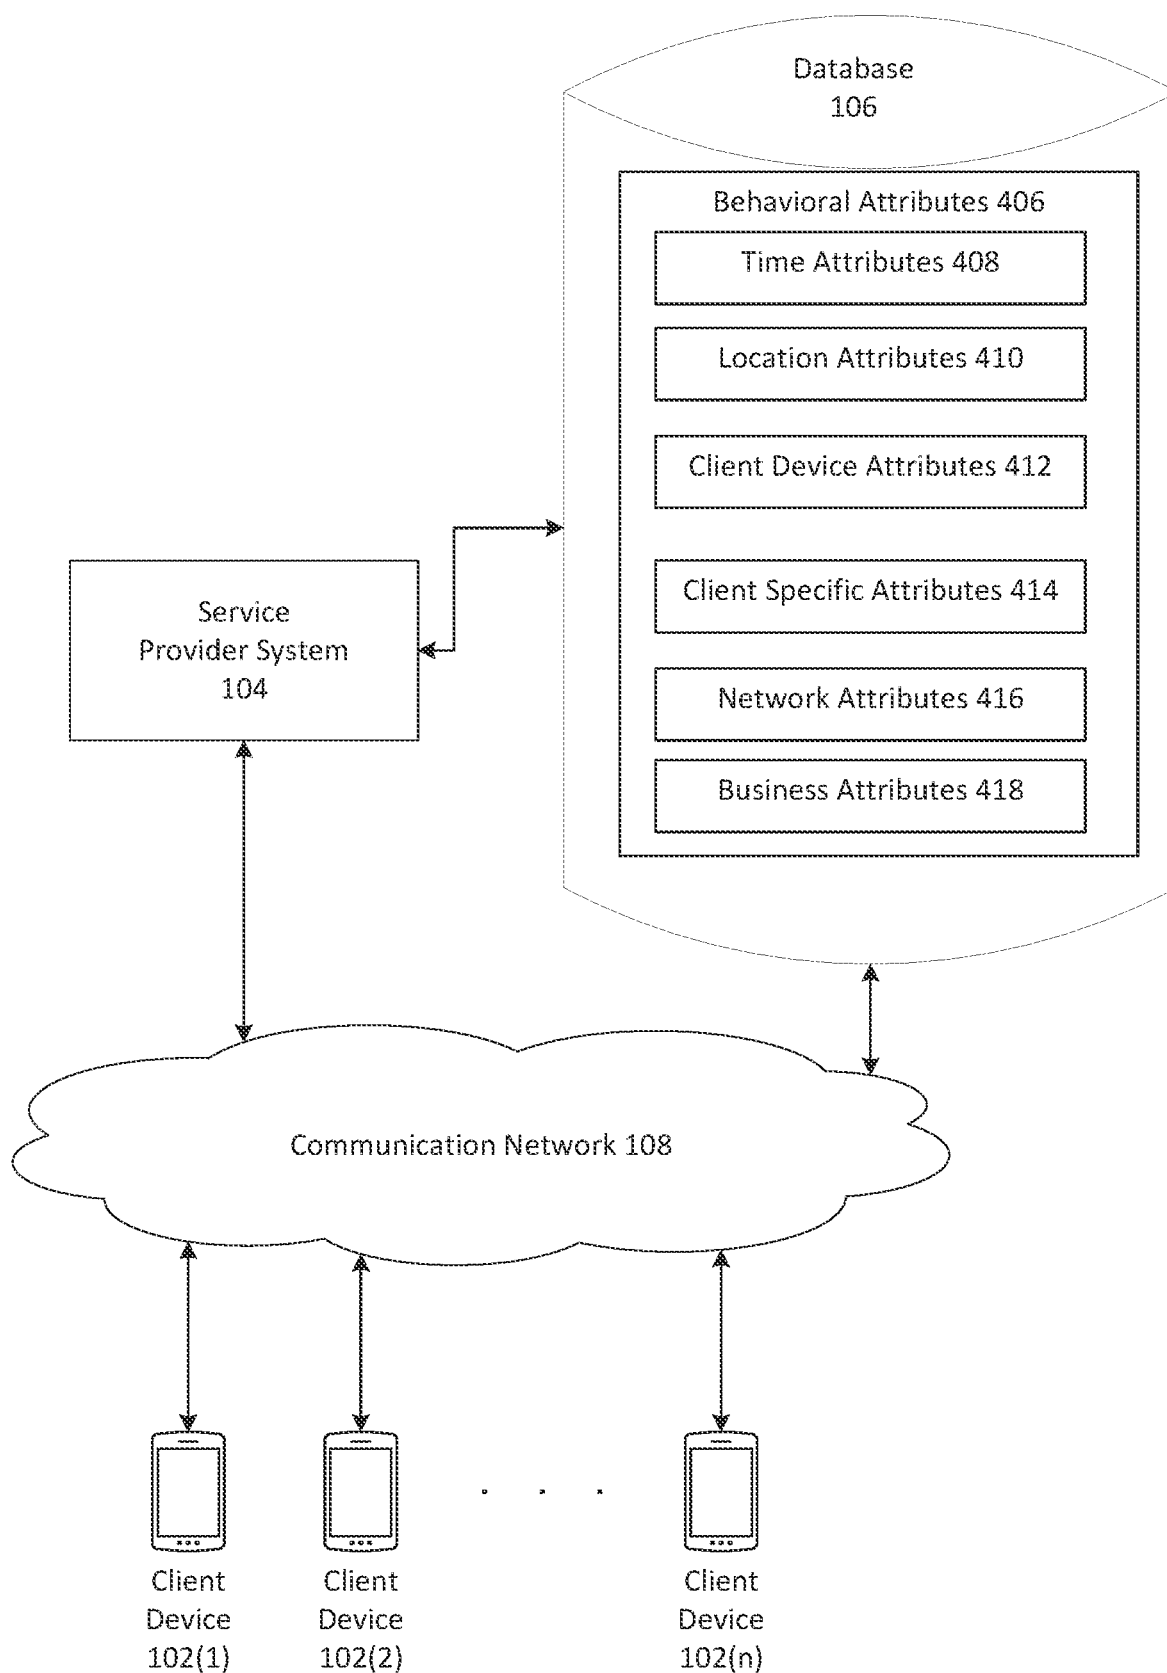 Database
106
Behavioral Attributes 406
Time Attributes 408
Location Attributes 410
Client Device Attributes 412
Client Specific Attributes 414
Network Attributes 416
Business Attributes 418
Service
Provider System
104
Communication Network 108
Client
Device
102(1)
Client
Device
102(2)
. . .
Client
Device
102(n)